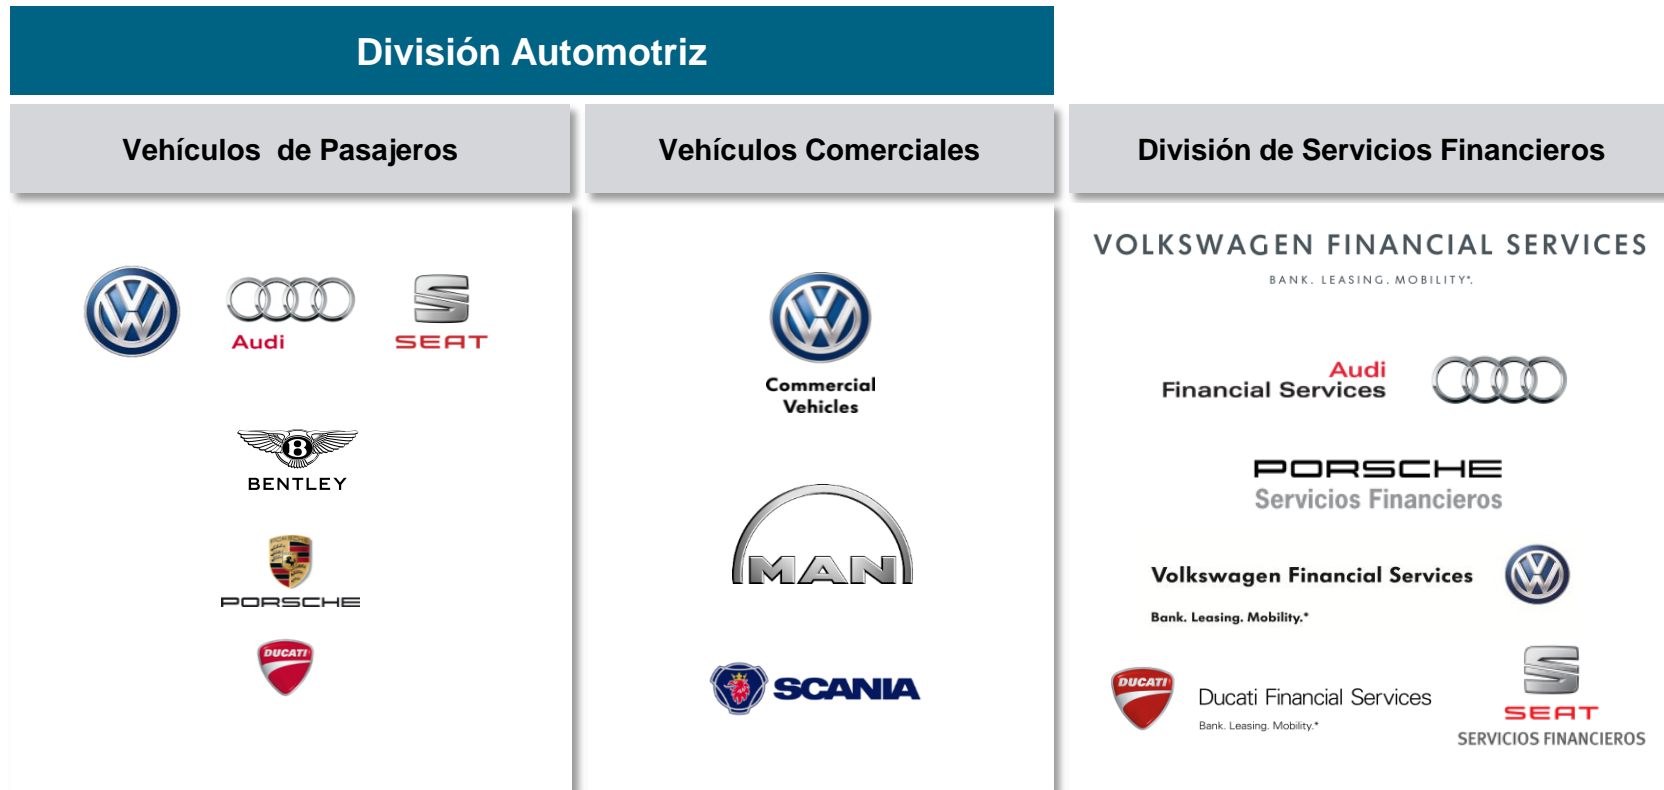 División Automotriz
Vehículos de Pasajeros
Vehículos Comerciales
División de Servicios Financieros
Audi
SEAT
BENTLEY
PORSCHE
PORSCHE
DUCATI
Commercial
Vehicles
MAN
SCANIA
VOLKSWAGEN FINANCIAL SERVICES
BANK. LEASING. MOBILITY*.
Audi
Financial Services
PORSCHE
Servicios Financieros
Volkswagen Financial Services
Bank. Leasing. Mobility.*
DUCATI
Ducati Financial Services
Bank. Leasing. Mobility.*
SEAT
SERVICIOS FINANCIEROS